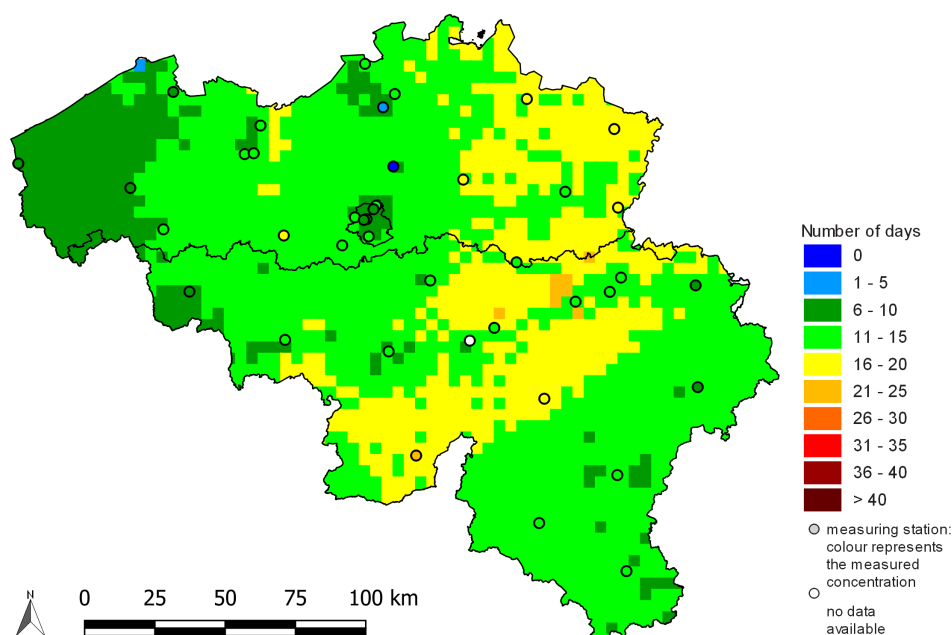 Number of days
0
1 - 5
6 - 10
11 - 15
16 - 20
21 - 25
26 - 30
31 - 35
36 - 40
> 40
measuring station:
colour represents
the measured
concentration
no data
available
N
0 25 50 75 100 km